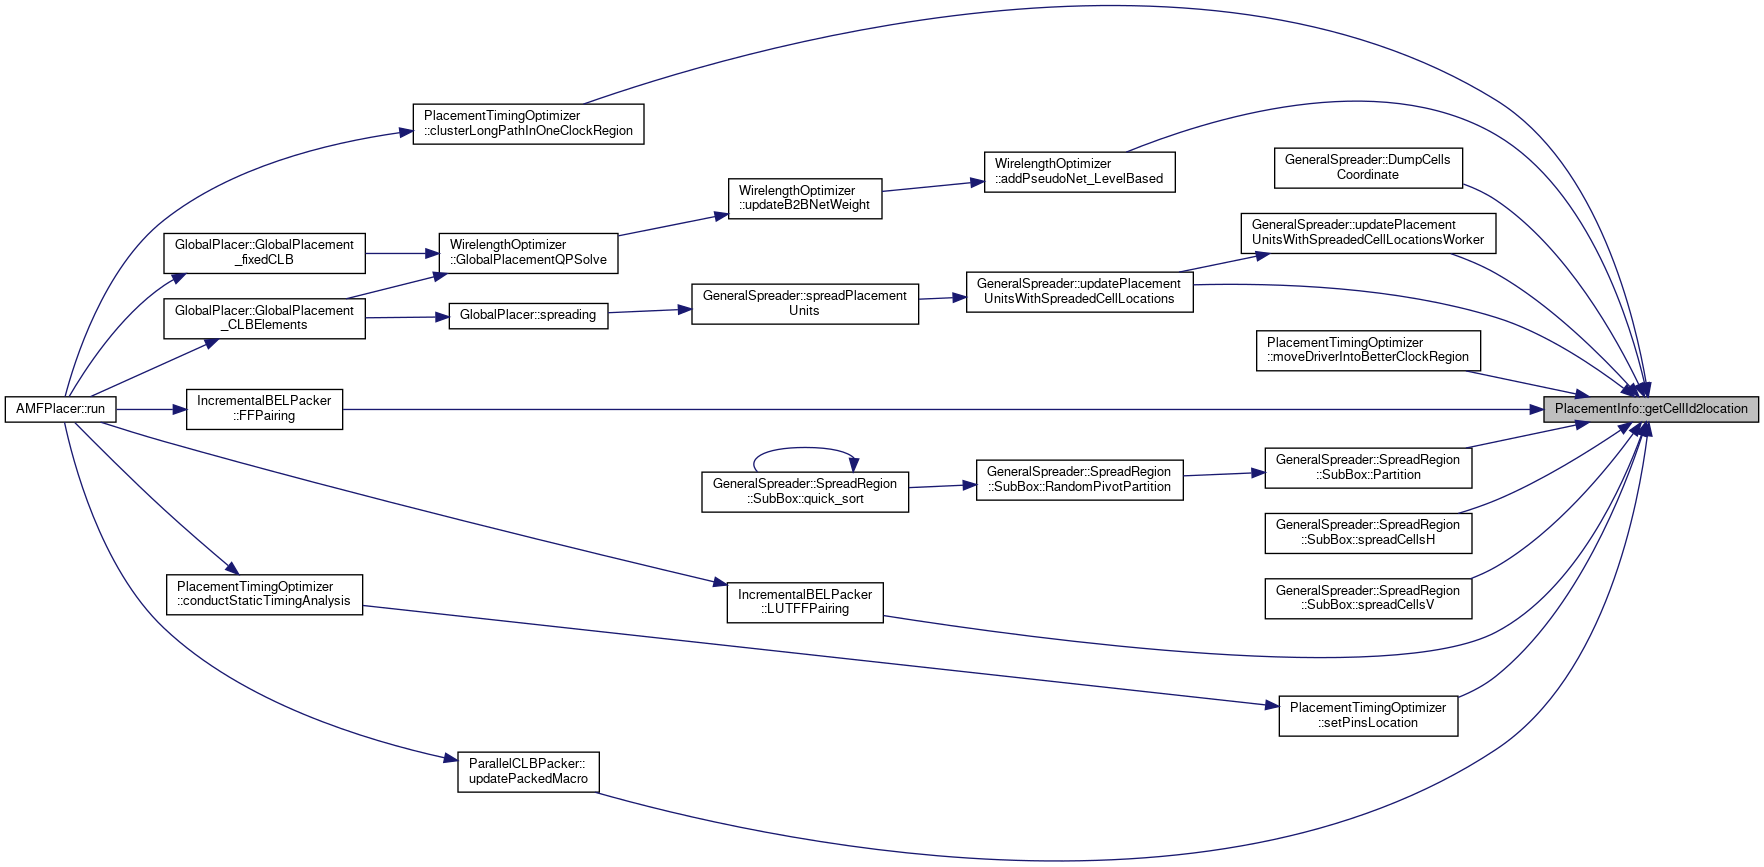 PlacementTimingOptimizer
::clusterLongPathInOneClockRegion
WirelengthOptimizer
::addPseudoNet_LevelBased
GeneralSpreader::DumpCells
Coordinate
WirelengthOptimizer
::updateB2BNetWeight
GeneralSpreader::updatePlacement
UnitsWithSpreadedCellLocationsWorker
GlobalPlacer::GlobalPlacement
_fixedCLB
WirelengthOptimizer
::GlobalPlacementQPSolve
GeneralSpreader::updatePlacement
UnitsWithSpreadedCellLocations
GeneralSpreader::spreadPlacement
Units
GlobalPlacer::GlobalPlacement
_CLBElements
GlobalPlacer::spreading
PlacementTimingOptimizer
::moveDriverIntoBetterClockRegion
AMFPlacer::run
IncrementalBELPacker
::FFPairing
PlacementInfo::getCellId2location
GeneralSpreader::SpreadRegion
::SubBox::quick_sort
GeneralSpreader::SpreadRegion
::SubBox::RandomPivotPartition
GeneralSpreader::SpreadRegion
::SubBox::Partition
GeneralSpreader::SpreadRegion
::SubBox::spreadCellsH
GeneralSpreader::SpreadRegion
::SubBox::spreadCellsV
PlacementTimingOptimizer
::conductStaticTimingAnalysis
IncrementalBELPacker
::LUTFFPairing
PlacementTimingOptimizer
::setPinsLocation
ParallelCLBPacker::
updatePackedMacro